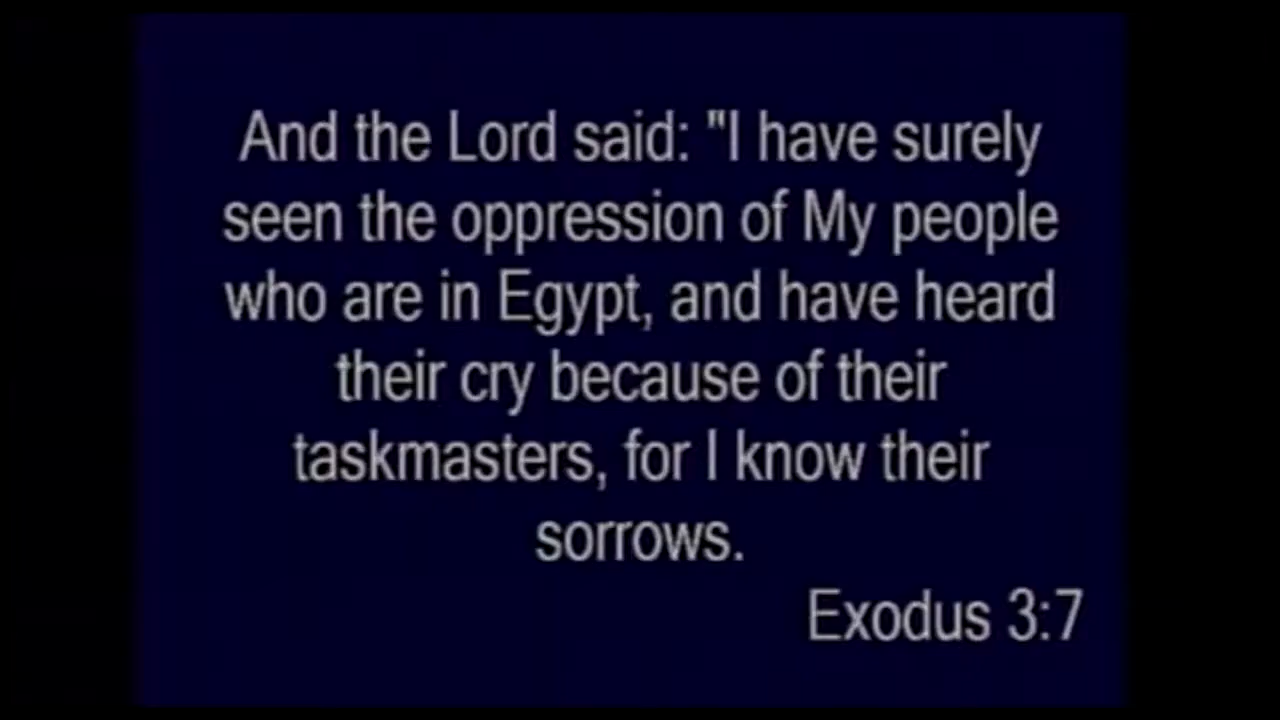 And the Lord said: "I have surely
seen the oppression of My people
who are in Egypt, and have heard
their cry because of their
taskmasters, for I know their
sorrows.
Exodus 3:7